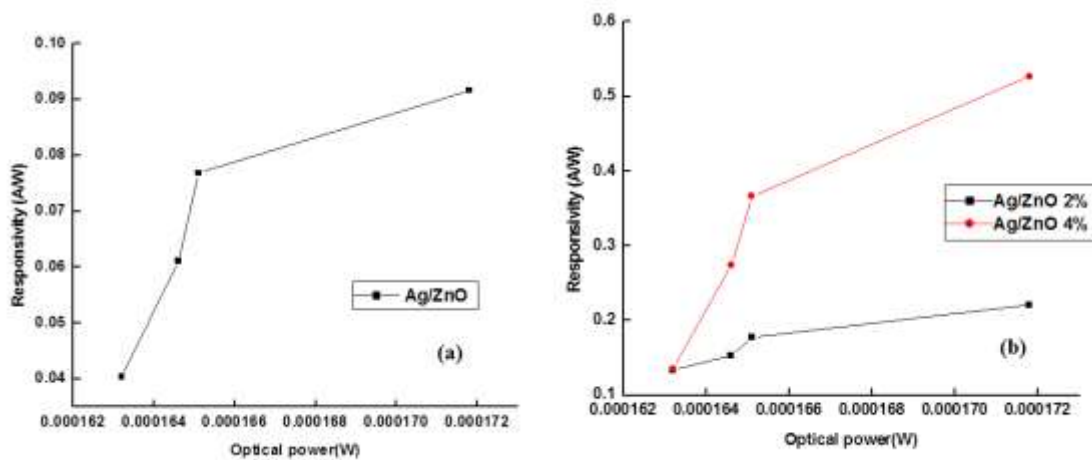 0.10
0.09
0.08
0.07
0.06
0.05
0.04
Responsivity (A/W)
Ag/ZnO
(a)
0.000162 0.000164 0.000166 0.000168 0.000170 0.000172
Optical power(W)
0.6
0.5
0.4
0.3
0.2
0.1
Responsivity (A/W)
Ag/ZnO 2%
Ag/ZnO 4%
(b)
0.000162 0.000164 0.000166 0.000168 0.000170 0.000172
Optical power(W)